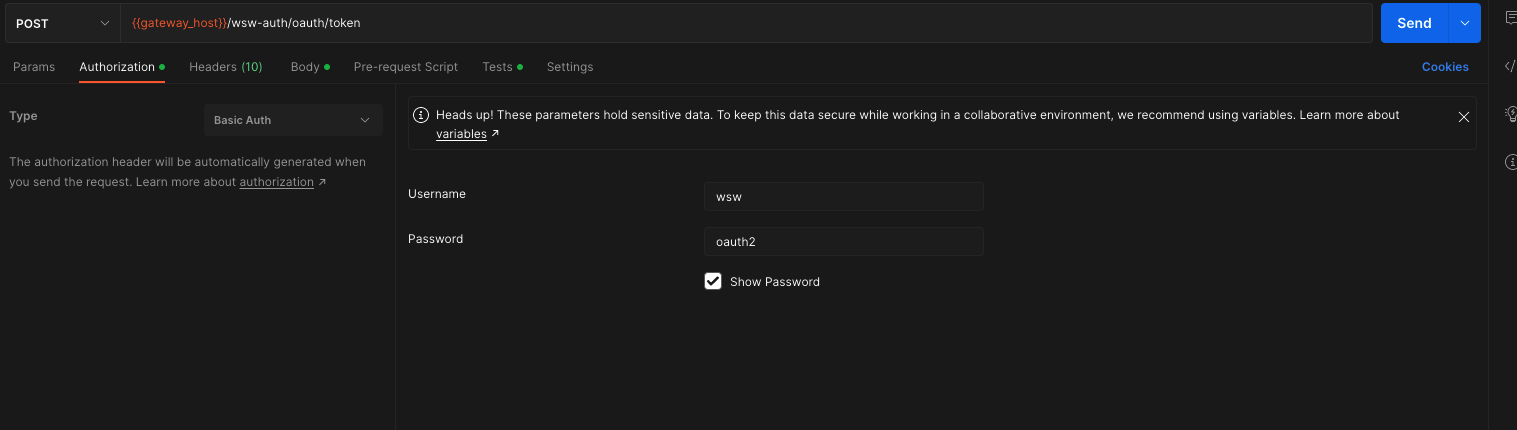 POST
{{gateway_host}}/wsw-auth/oauth/token
Send
Params Authorization Headers (10) Body Pre-request Script Tests Settings Cookies
Type
Basic Auth
The authorization header will be automatically generated when
you send the request. Learn more about authorization ↗
Heads up! These parameters hold sensitive data. To keep this data secure while working in a collaborative environment, we recommend using variables. Learn more about
variables ↗
Username
wsw
Password
oauth2
Show Password